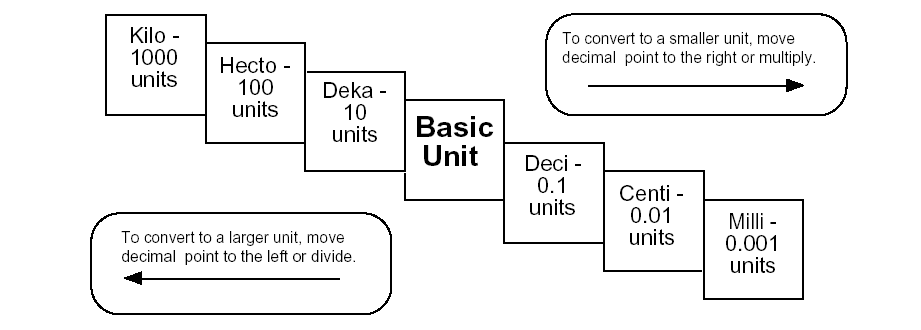 Kilo -
1000
units
Hecto -
100
units
Deka -
10
units
Basic
Unit
Deci -
0.1
units
Centi -
0.01
units
Milli -
0.001
units
To convert to a smaller unit, move
decimal point to the right or multiply.
To convert to a larger unit, move
decimal point to the left or divide.